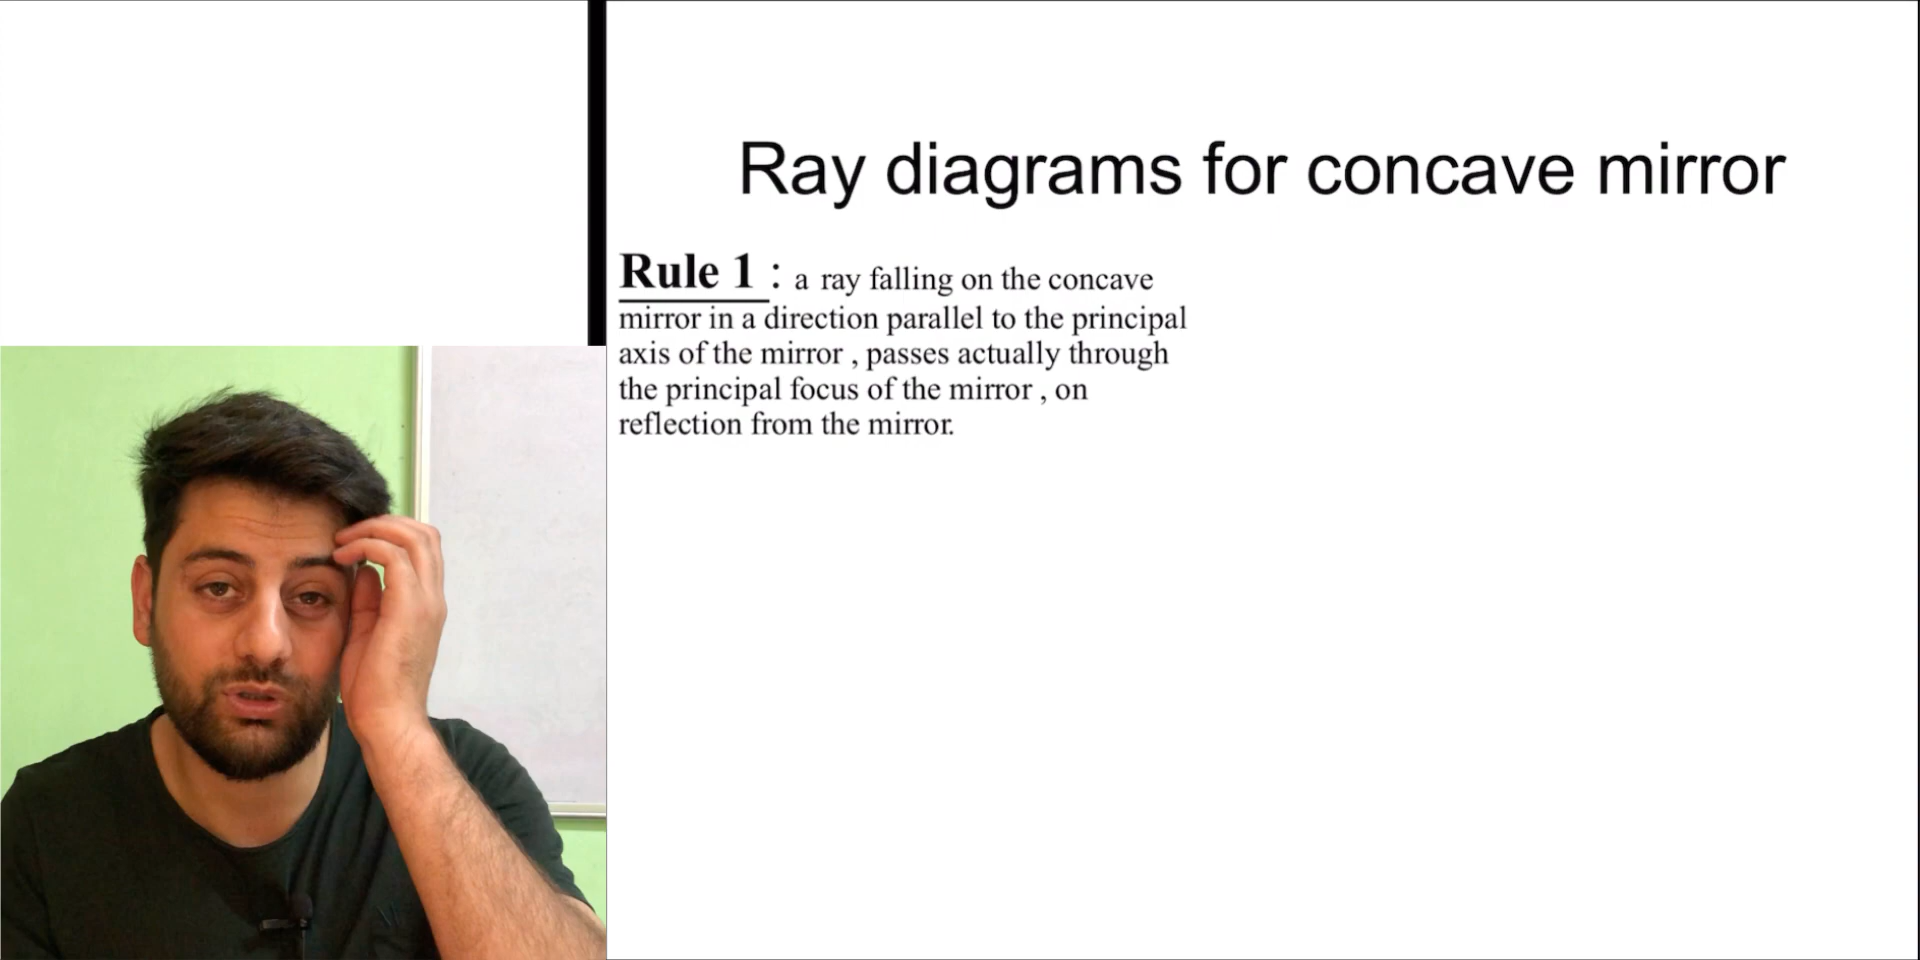 Ray diagrams for concave mirror
Rule 1 : a ray falling on the concave
mirror in a direction parallel to the principal
axis of the mirror , passes actually through
the principal focus of the mirror , on
reflection from the mirror.